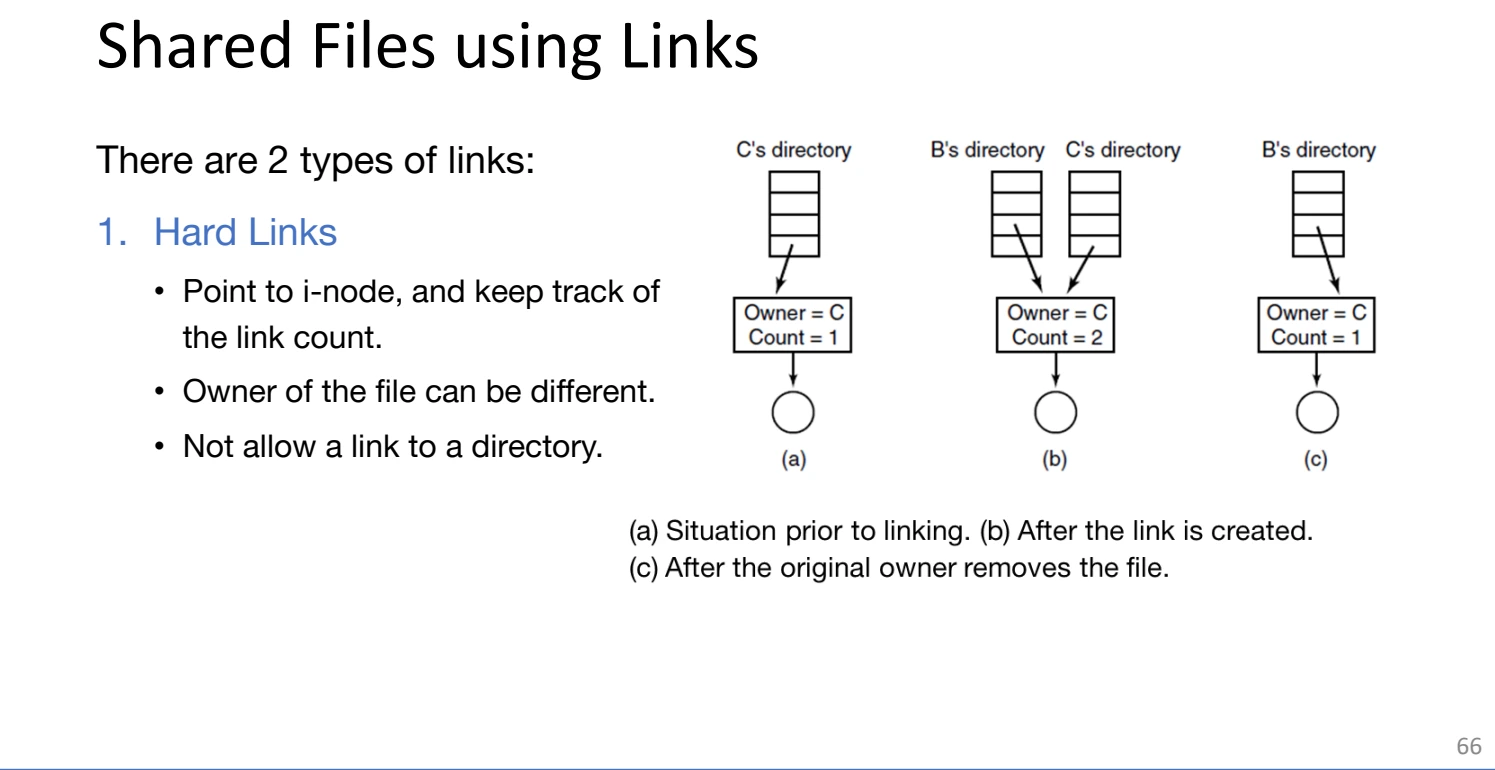 Shared Files using Links
There are 2 types of links:
1. Hard Links
• Point to i-node, and keep track of
the link count.
• Owner of the file can be different.
• Not allow a link to a directory.
C's directory
B's directory C's directory
B's directory
Owner = C
Count = 1
Owner = C
Count = 2
Owner = C
Count = 1
(a)
(b)
(c)
(a) Situation prior to linking. (b) After the link is created.
(c) After the original owner removes the file.
66